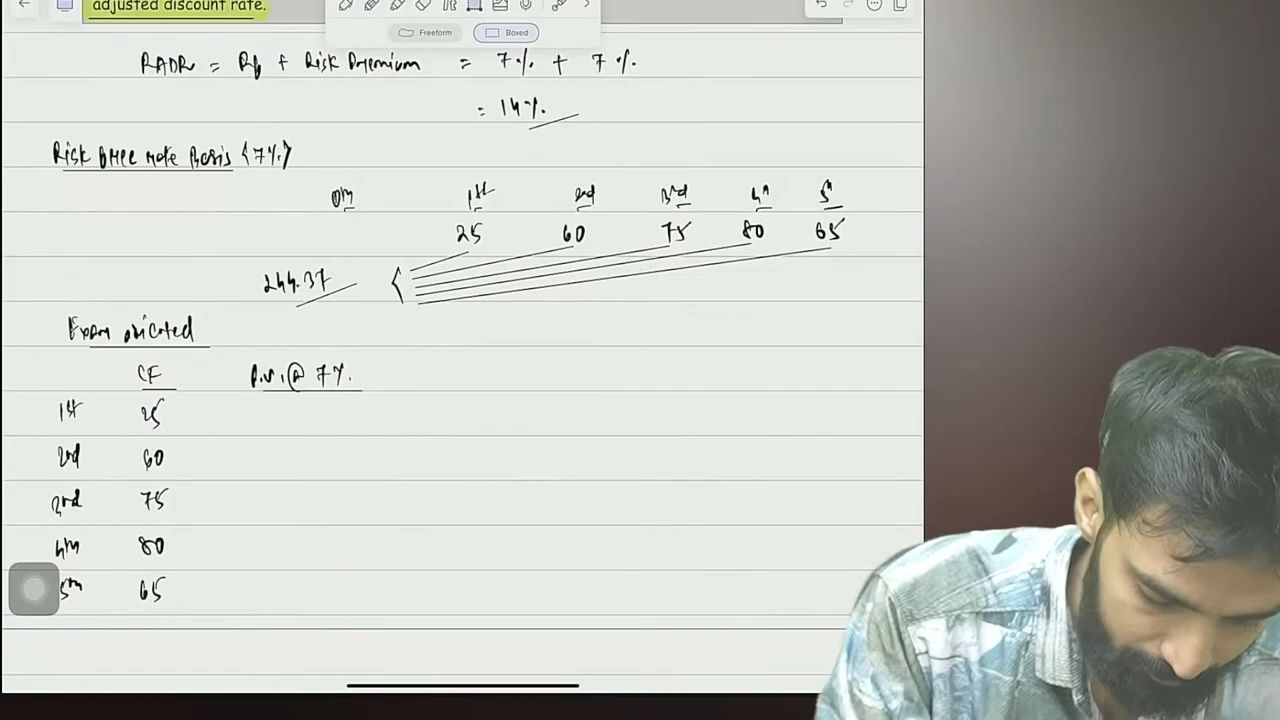 adjusted discount rate.
Freeform Boxed
RADR = Rf + Risk Premium = 7% + 7%
= 14%
Risk free rate Basis (7%)
0th 1st 2nd 3rd 4th 5th
25 60 75 80 65
244.37
Exam oricated
CF P.V.@ 7%.
1st 25
2nd 60
3rd 75
4th 80
5th 65